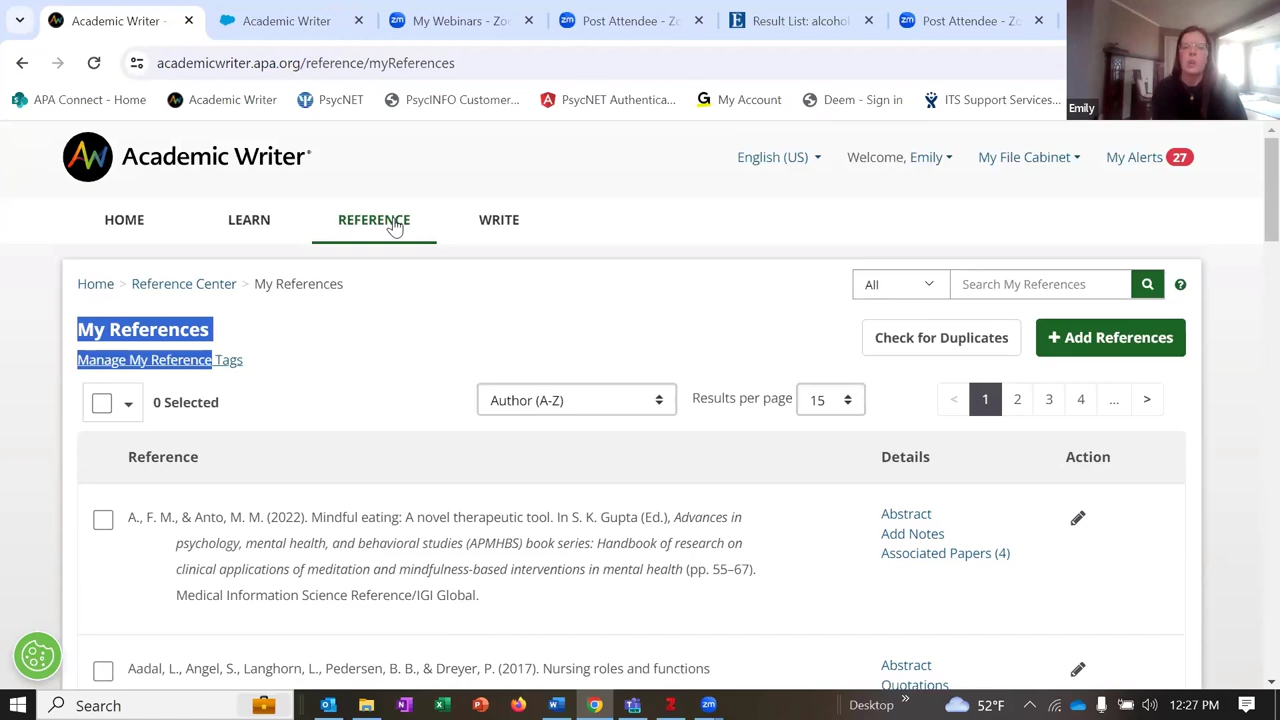 Academic Writer
Academic Writer
My Webinars - Zoo
Post Attendee - Zo
Result List: alcohol
Post Attendee - Zo
academicwriter.apa.org/reference/myReferences
APA Connect - Home
Academic Writer
PsycNET
PsycINFO Customer...
PsycNET Authentica...
My Account
Deem - Sign in
ITS Support Services...
Emily
Academic Writer
English (US)
Welcome, Emily
My File Cabinet
My Alerts 27
HOME
LEARN
REFERENCE
WRITE
Home > Reference Center > My References
All
Search My References
My References
Check for Duplicates
+ Add References
Manage My Reference Tags
0 Selected
Author (A-Z)
Results per page 15
< 1 2 3 4 ... >
Reference
Details
Action
A., F. M., & Anto, M. M. (2022). Mindful eating: A novel therapeutic tool. In S. K. Gupta (Ed.), Advances in
psychology, mental health, and behavioral studies (APMHBS) book series: Handbook of research on
clinical applications of meditation and mindfulness-based interventions in mental health (pp. 55–67).
Medical Information Science Reference/IGI Global.
Abstract
Add Notes
Associated Papers (4)
Aadal, L., Angel, S., Langhorn, L., Pedersen, B. B., & Dreyer, P. (2017). Nursing roles and functions
Abstract
Quotations
Search
Desktop
52°F
12:27 PM